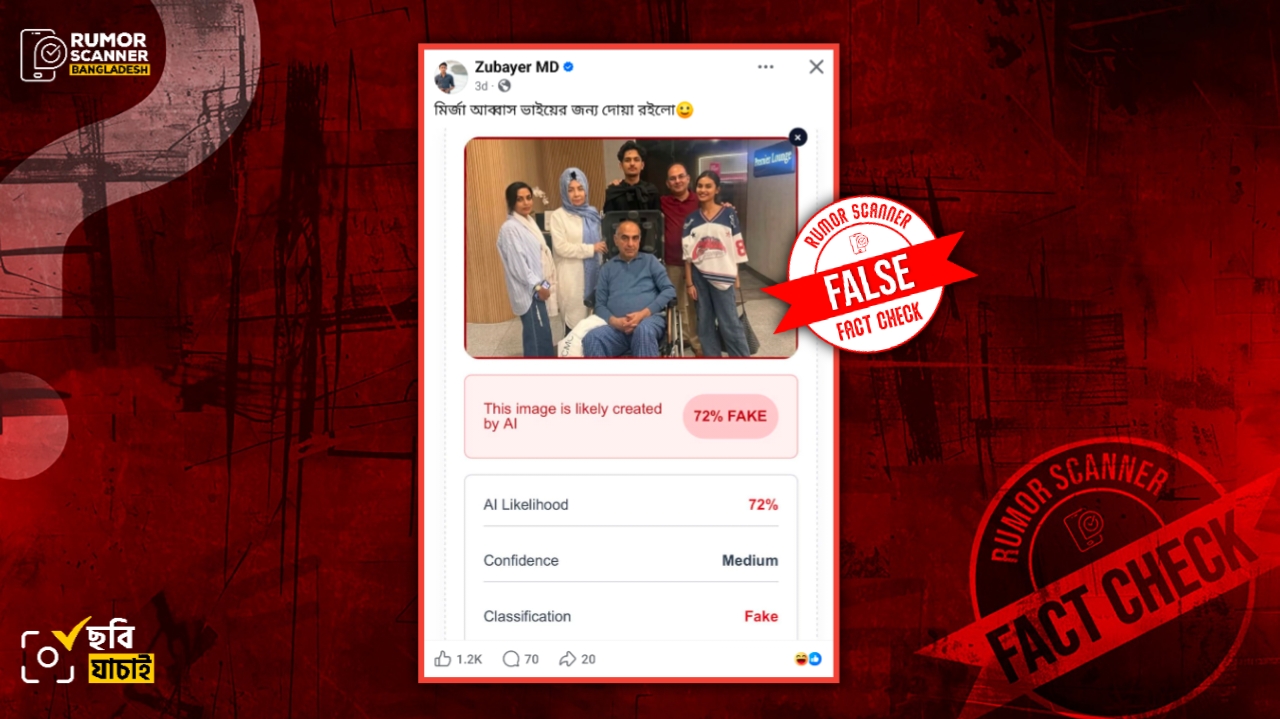 RUMOR
SCANNER
BANGLADESH
Zubayer MD
3d
মির্জা আব্বাস ভাইয়ের জন্য দোয়া রইলো🙂
Premier Lounge
8
This image is likely created
by AI
72% FAKE
AI Likelihood
72%
Confidence
Medium
Classification
Fake
1.2K
70
20
RUMOR SCANNER
FALSE
FACT CHECK
RUMOR SCANNER
FACT CHECK
ছবি
যাচাই